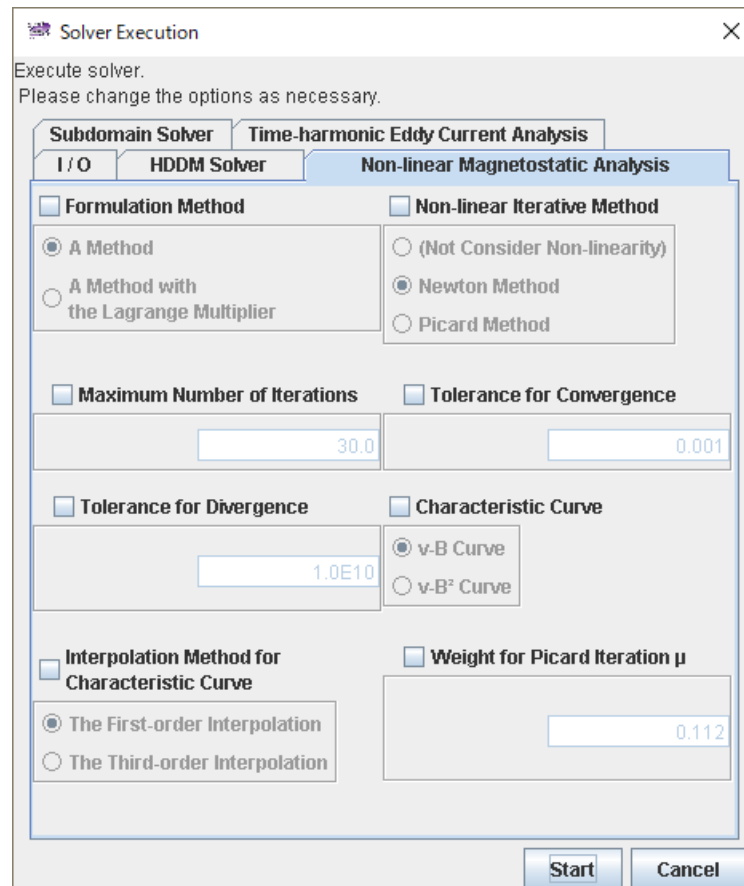 Solver Execution
Execute solver.
Please change the options as necessary.
Subdomain Solver
Time-harmonic Eddy Current Analysis
I / O
HDDM Solver
Non-linear Magnetostatic Analysis
Formulation Method
A Method
A Method with
the Lagrange Multiplier
Non-linear Iterative Method
(Not Consider Non-linearity)
Newton Method
Picard Method
Maximum Number of Iterations
30.0
Tolerance for Convergence
0.001
Tolerance for Divergence
1.0E10
Characteristic Curve
ν-B Curve
ν-B² Curve
Interpolation Method for
Characteristic Curve
The First-order Interpolation
The Third-order Interpolation
Weight for Picard Iteration μ
0.112
Start
Cancel